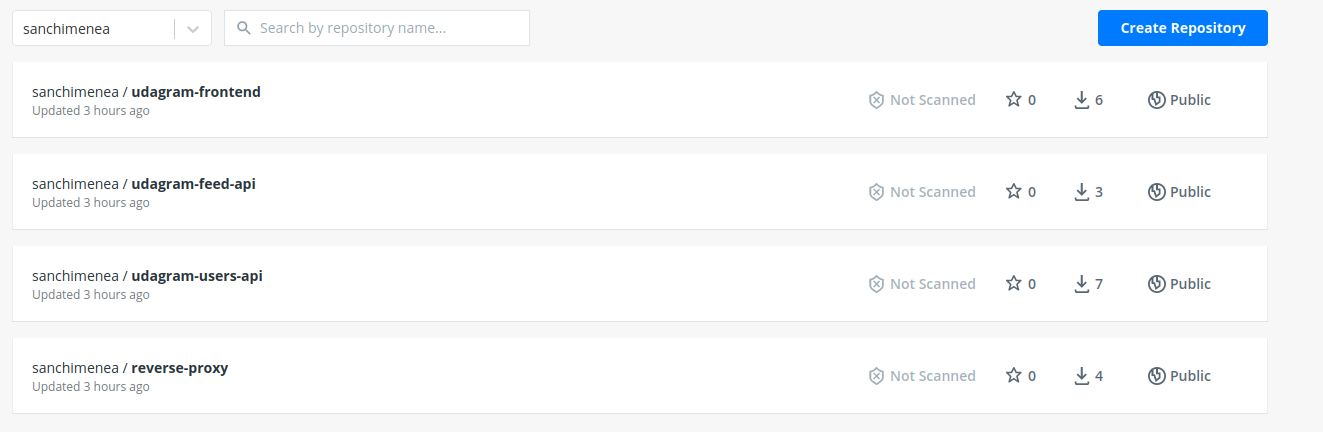 sanchimenea
Search by repository name...
Create Repository
sanchimenea / udagram-frontend
Updated 3 hours ago
Not Scanned
0
6
Public
sanchimenea / udagram-feed-api
Updated 3 hours ago
Not Scanned
0
3
Public
sanchimenea / udagram-users-api
Updated 3 hours ago
Not Scanned
0
7
Public
sanchimenea / reverse-proxy
Updated 3 hours ago
Not Scanned
0
4
Public